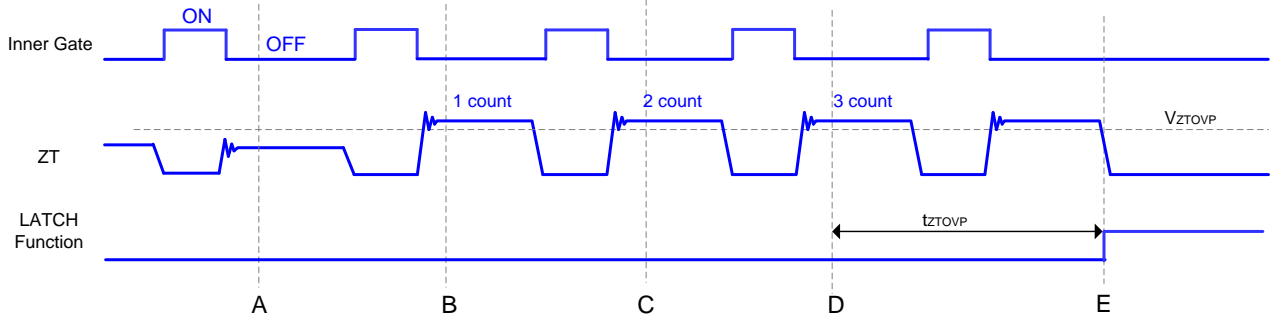 ON
Inner Gate
OFF
1 count
2 count
3 count
VZTOVP
ZT
LATCH
Function
tZTOVP
A
B
C
D
E